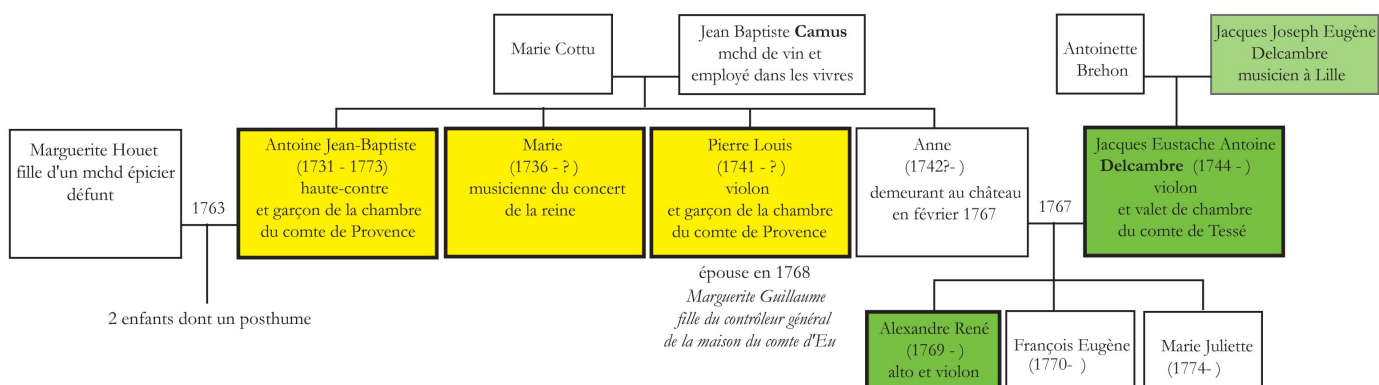 Marie Cottu
Jean Baptiste Camus
mchd de vin et
employé dans les vivres
Antoinette
Brehon
Jacques Joseph Eugène
Delcambre
musicien à Lille
Marguerite Houet
fille d'un mchd épicier
défunt
1763
Antoine Jean-Baptiste
(1731 - 1773)
haute-contre
et garçon de la chambre
du comte de Provence
Marie
(1736 - ? )
musicienne du concert
de la reine
Pierre Louis
(1741 - ?)
violon
et garçon de la chambre
du comte de Provence
Anne
(1742?- )
demeurant au château
en février 1767
1767
Jacques Eustache Antoine
Delcambre (1744 - )
violon
et valet de chambre
du comte de Tessé
2 enfants dont un posthume
épouse en 1768
Marguerite Guillaume
fille du contrôleur général
de la maison du comte d'Eu
Alexandre René
(1769 - )
alto et violon
François Eugène
(1770- )
Marie Juliette
(1774- )